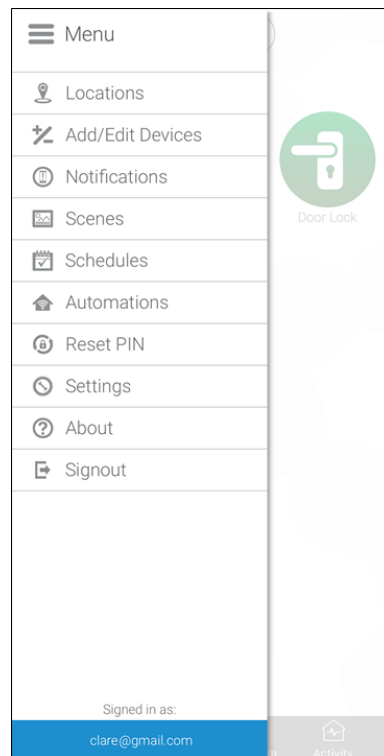 Menu
Locations
Add/Edit Devices
Notifications
Scenes
Door Lock
Schedules
Automations
Reset PIN
Settings
About
Signout
Signed in as:
clare@gmail.com
Activity